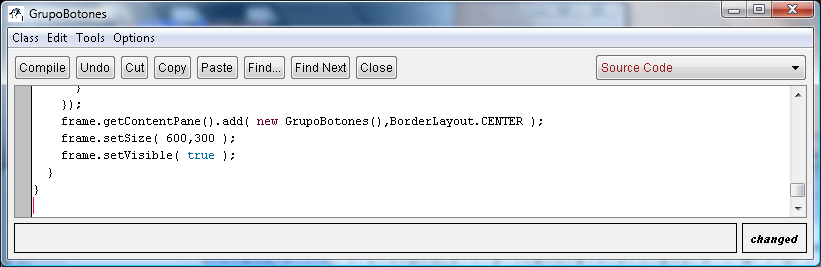 GrupoBotones
Class Edit Tools Options
Compile Undo Cut Copy Paste Find... Find Next Close Source Code
}
});
frame.getContentPane().add( new GrupoBotones(),BorderLayout.CENTER );
frame.setSize( 600,300 );
frame.setVisible( true );
}
}
changed